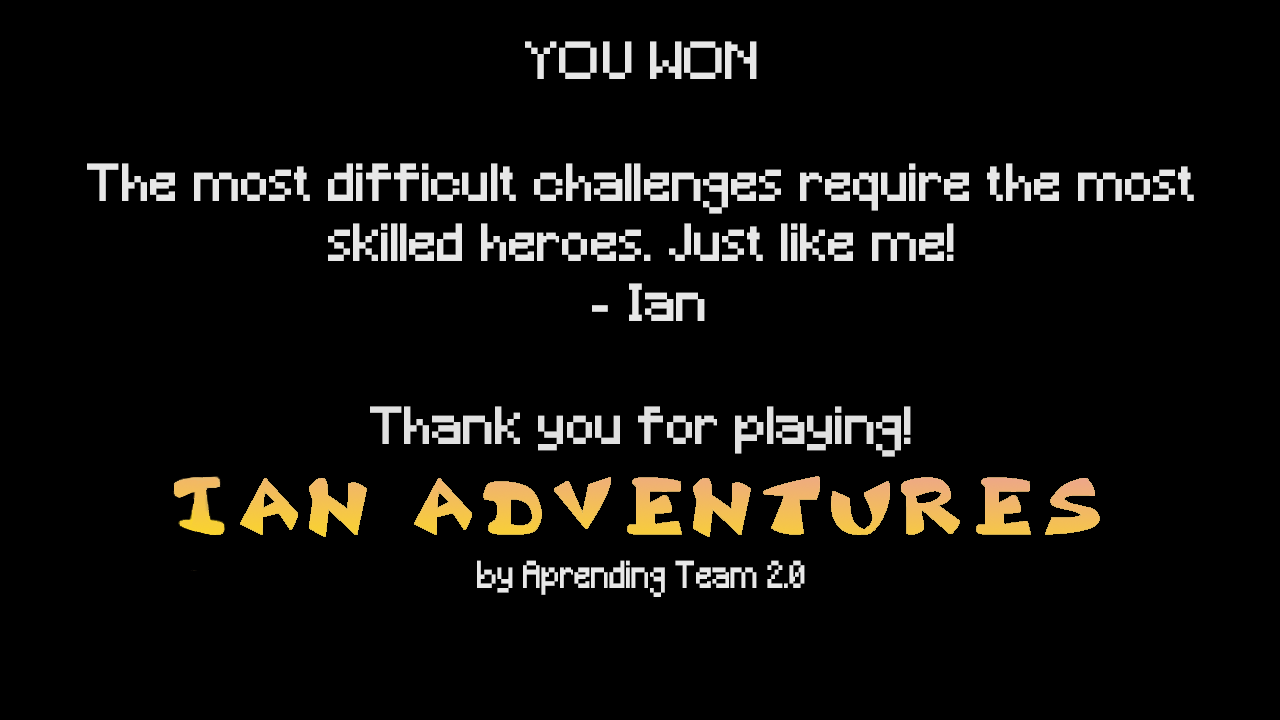 YOU WON
The most difficult challenges require the most
skilled heroes. Just like me!
- Ian
Thank you for playing!
IAN ADVENTURES
by Aprending Team 2.0